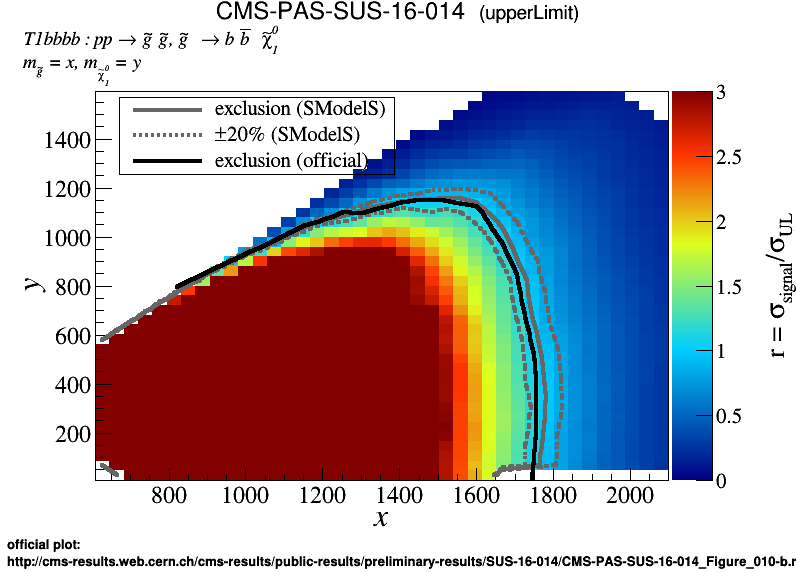 CMS-PAS-SUS-16-014 (upperLimit)
T1bbbb : pp → g̃ g̃, g̃ → b b̅ χ̃₁⁰
m_g̃ = x, m_χ̃₁⁰ = y
exclusion (SModelS)
±20% (SModelS)
exclusion (official)
3
2.5
2
1.5
1
0.5
0
r = σ_signal/σ_UL
1400
1200
1000
800
600
400
200
y
800 1000 1200 1400 1600 1800 2000
x
official plot:
http://cms-results.web.cern.ch/cms-results/public-results/preliminary-results/SUS-16-014/CMS-PAS-SUS-16-014_Figure_010-b.r